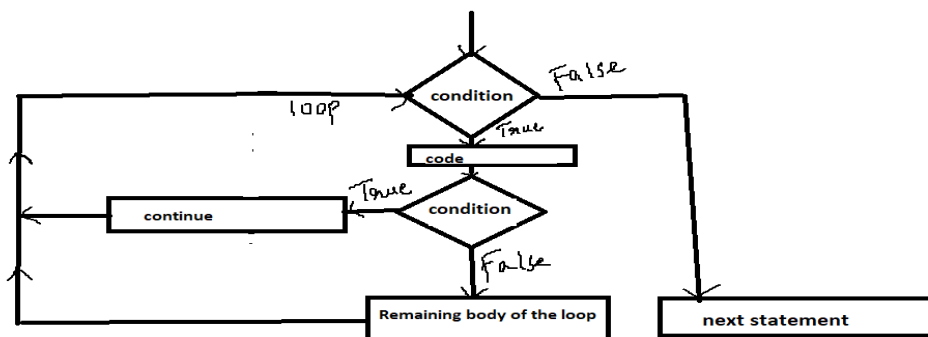 False
condition
loop
True
code
True
condition
continue
False
Remaining body of the loop
next statement